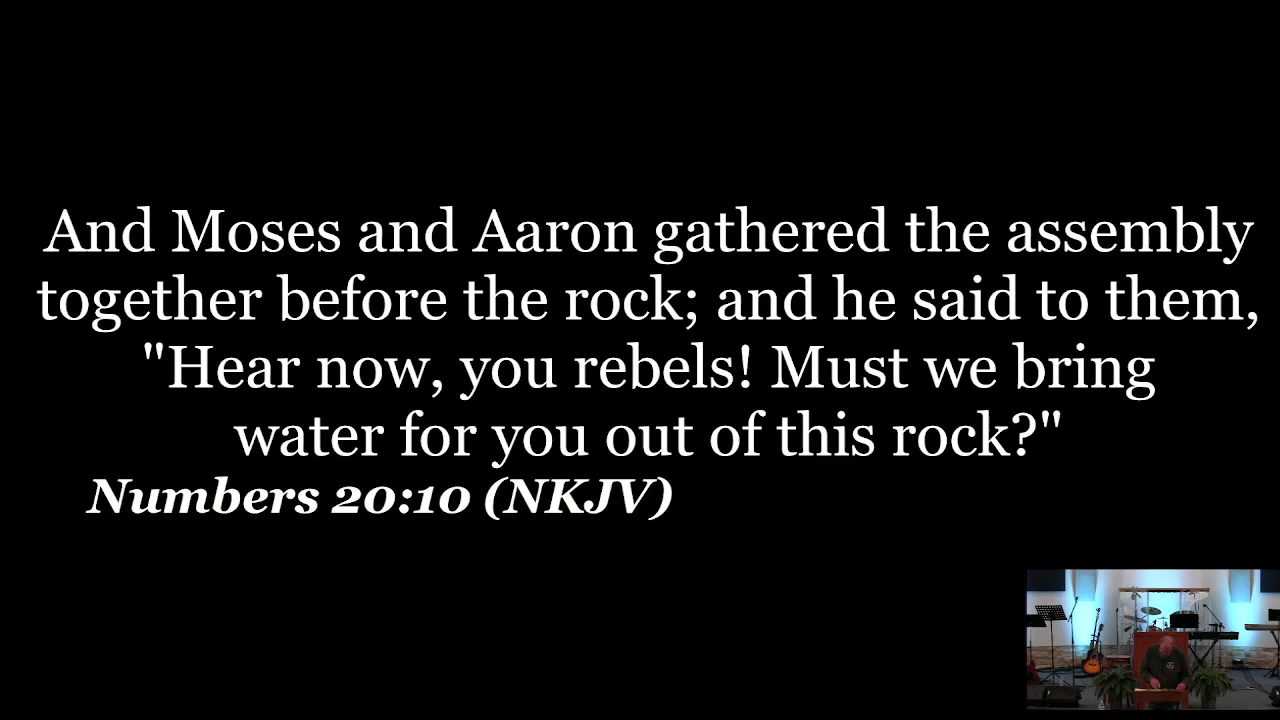 And Moses and Aaron gathered the assembly
together before the rock; and he said to them,
"Hear now, you rebels! Must we bring
water for you out of this rock?"
Numbers 20:10 (NKJV)